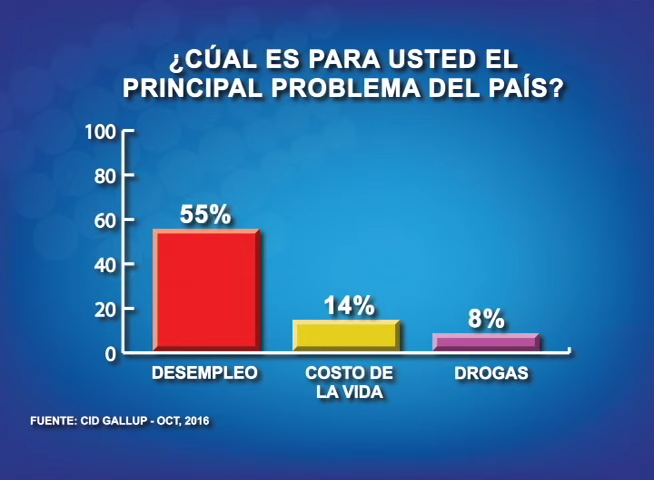 ¿CÚAL ES PARA USTED EL
PRINCIPAL PROBLEMA DEL PAÍS?
100
80
60
40
20
0
55%
14%
8%
DESEMPLEO
COSTO DE
LA VIDA
DROGAS
FUENTE: CID GALLUP - OCT, 2016